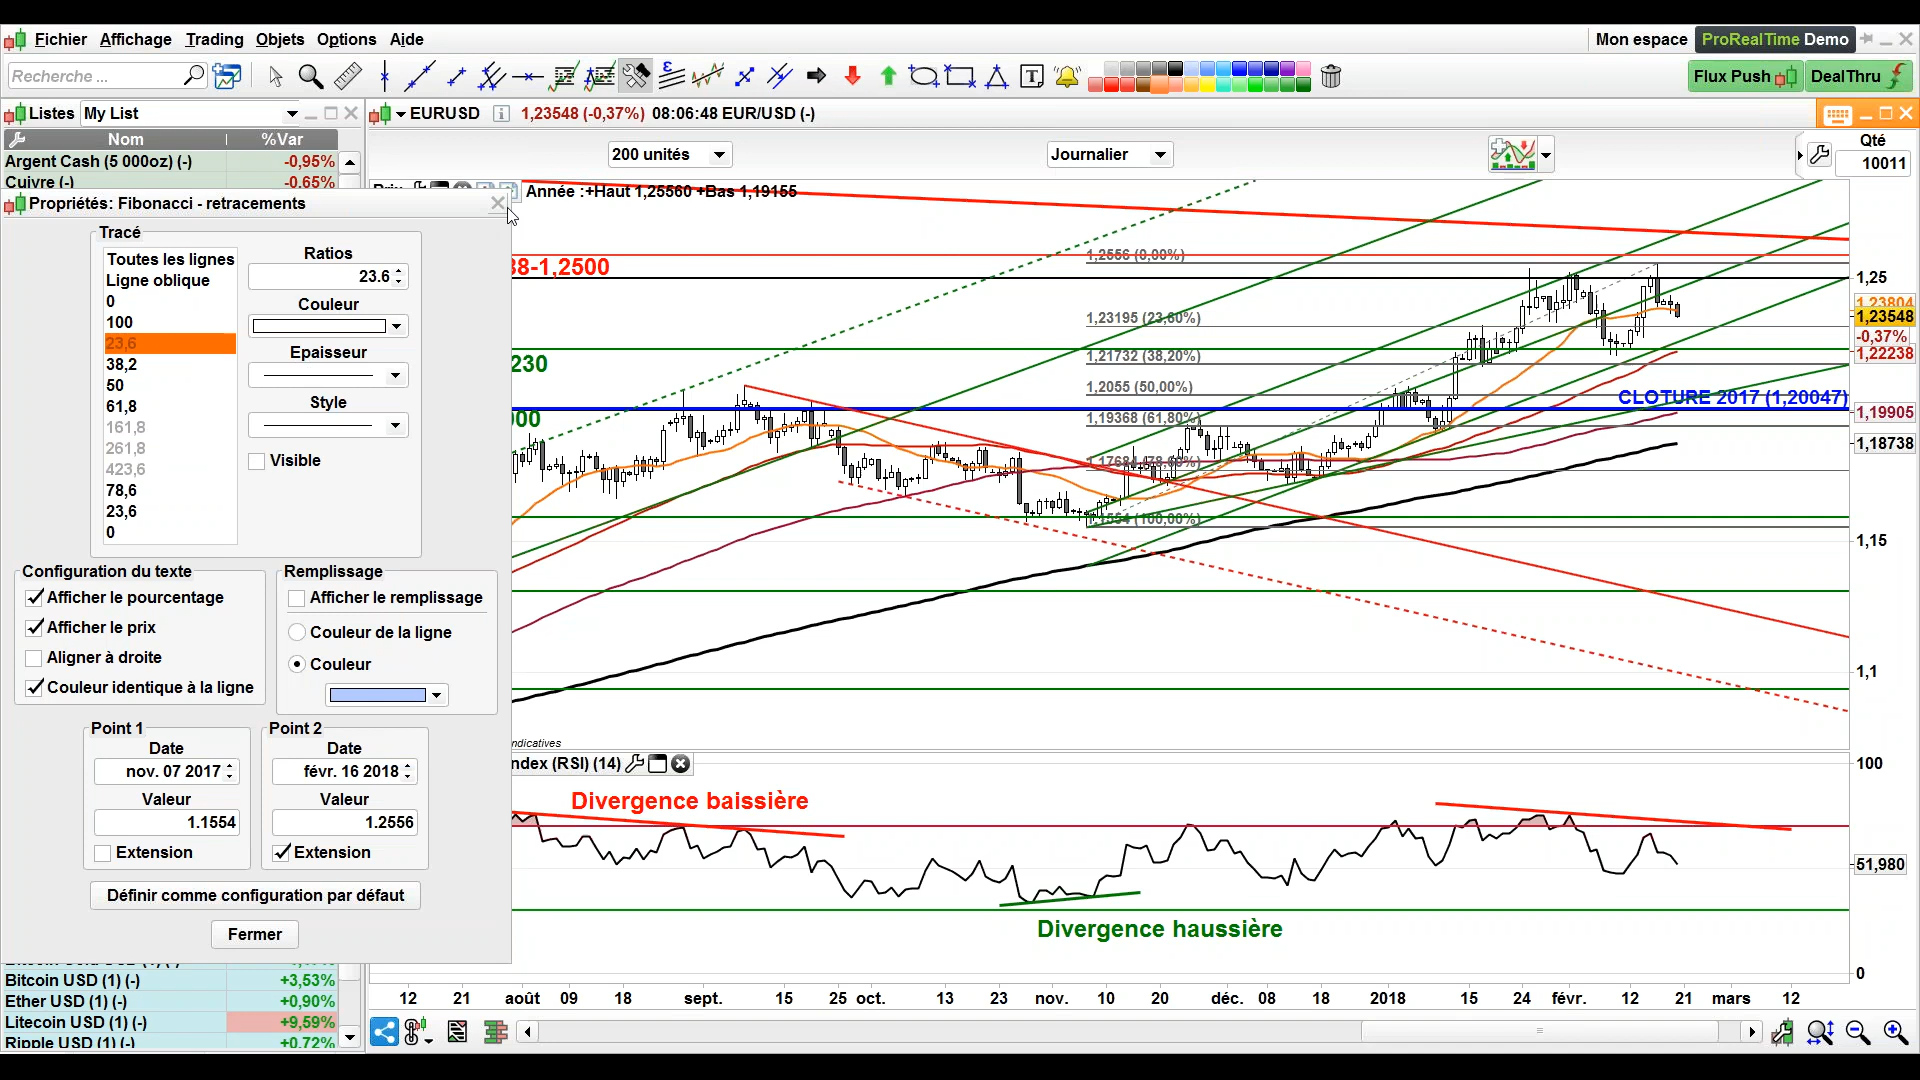 Fichier Affichage Trading Objets Options Aide
Mon espace ProRealTime Demo
Recherche ...
T
Flux Push DealThru
Listes My List
EURUSD 1,23548 (-0,37%) 08:06:48 EUR/USD (-)
Nom %Var
Argent Cash (5 000oz) (-) -0,95%
Cuivre (-) -0.65%
200 unités
Journalier
Qté
10011
Propriétés: Fibonacci - retracements
Année :+Haut 1,25560 +Bas 1,19155
Tracé
Toutes les lignes
Ligne oblique
0
100
23,6
38,2
50
61,8
161,8
261,8
423,6
78,6
23,6
0
Ratios
23.6
Couleur
Epaisseur
Style
Visible
Configuration du texte
Afficher le pourcentage
Afficher le prix
Aligner à droite
Couleur identique à la ligne
Remplissage
Afficher le remplissage
Couleur de la ligne
Couleur
Point 1
Date
nov. 07 2017
Valeur
1.1554
Extension
Point 2
Date
févr. 16 2018
Valeur
1.2556
Extension
Définir comme configuration par défaut
Fermer
Bitcoin USD (1) (-) +3,53%
Ether USD (1) (-) +0,90%
Litecoin USD (1) (-) +9,59%
Ripple USD (1) (-) +0.72%
38-1,2500
230
000
1,2556 (0,00%)
1,23195 (23,60%)
1,21732 (38,20%)
1,2055 (50,00%)
1,19368 (61,80%)
1,17684 (78,60%)
1,1554 (100,00%)
CLOTURE 2017 (1,20047)
1,25
1,23804
1,23548
-0,37%
1,22238
1,19905
1,18738
1,15
1,1
ndicatives
ndex (RSI) (14)
Divergence baissière
Divergence haussière
100
51,980
0
12 21 août 09 18 sept. 15 25 oct. 13 23 nov. 10 20 déc. 08 18 2018 15 24 févr. 12 21 mars 12